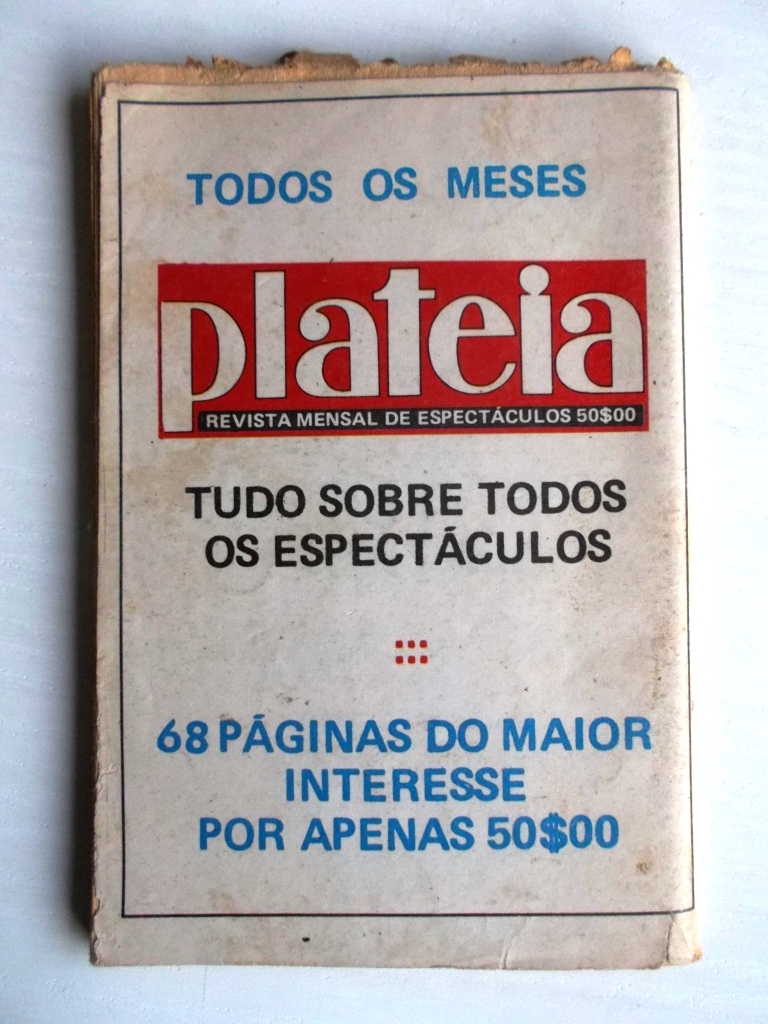 TODOS OS MESES
plateia
REVISTA MENSAL DE ESPECTÁCULOS 50$00
TUDO SOBRE TODOS
OS ESPECTÁCULOS
68 PÁGINAS DO MAIOR
INTERESSE
POR APENAS 50$00